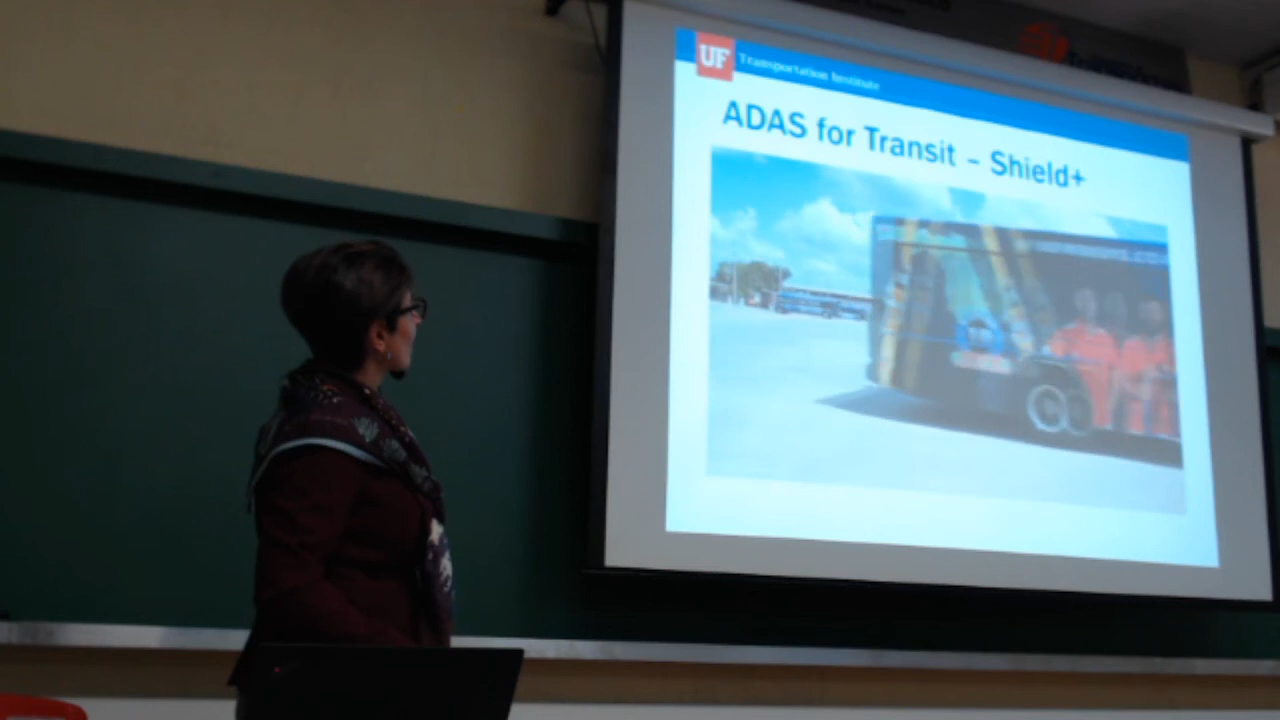 UF Transportation Institute
ADAS for Transit – Shield+